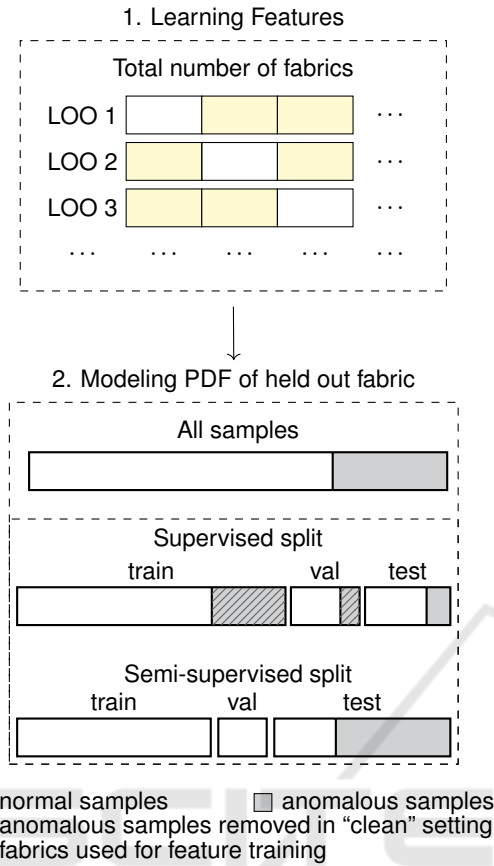 1. Learning Features
Total number of fabrics
LOO 1 ...
LOO 2 ...
LOO 3 ...
... ... ... ... ...
2. Modeling PDF of held out fabric
All samples
Supervised split
train val test
Semi-supervised split
train val test
normal samples anomalous samples
anomalous samples removed in “clean” setting
fabrics used for feature training